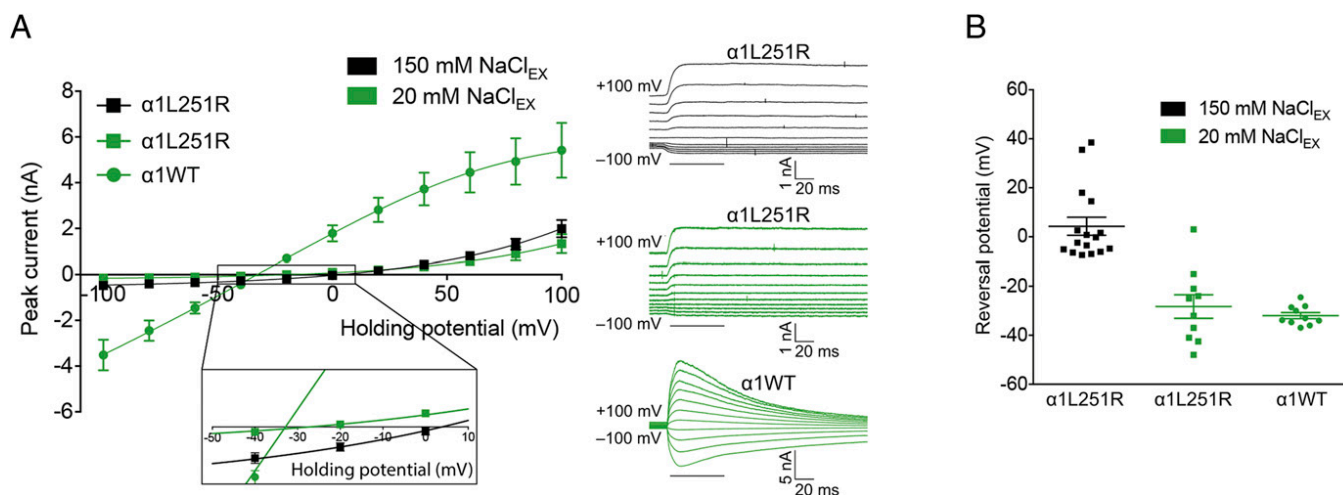 A
150 mM NaClEX
20 mM NaClEX
α1L251R
α1L251R
α1WT
Peak current (nA)
8
6
4
2
0
-2
-4
-6
-100
-50
0
50
100
Holding potential (mV)
-50
-40
-30
-20
-10
0
10
Holding potential (mV)
α1L251R
+100 mV
–100 mV
1 nA
20 ms
α1L251R
+100 mV
–100 mV
1 nA
20 ms
α1WT
+100 mV
–100 mV
5 nA
20 ms
B
150 mM NaClEX
20 mM NaClEX
Reversal potential (mV)
60
40
20
0
-20
-40
-60
α1L251R
α1L251R
α1WT